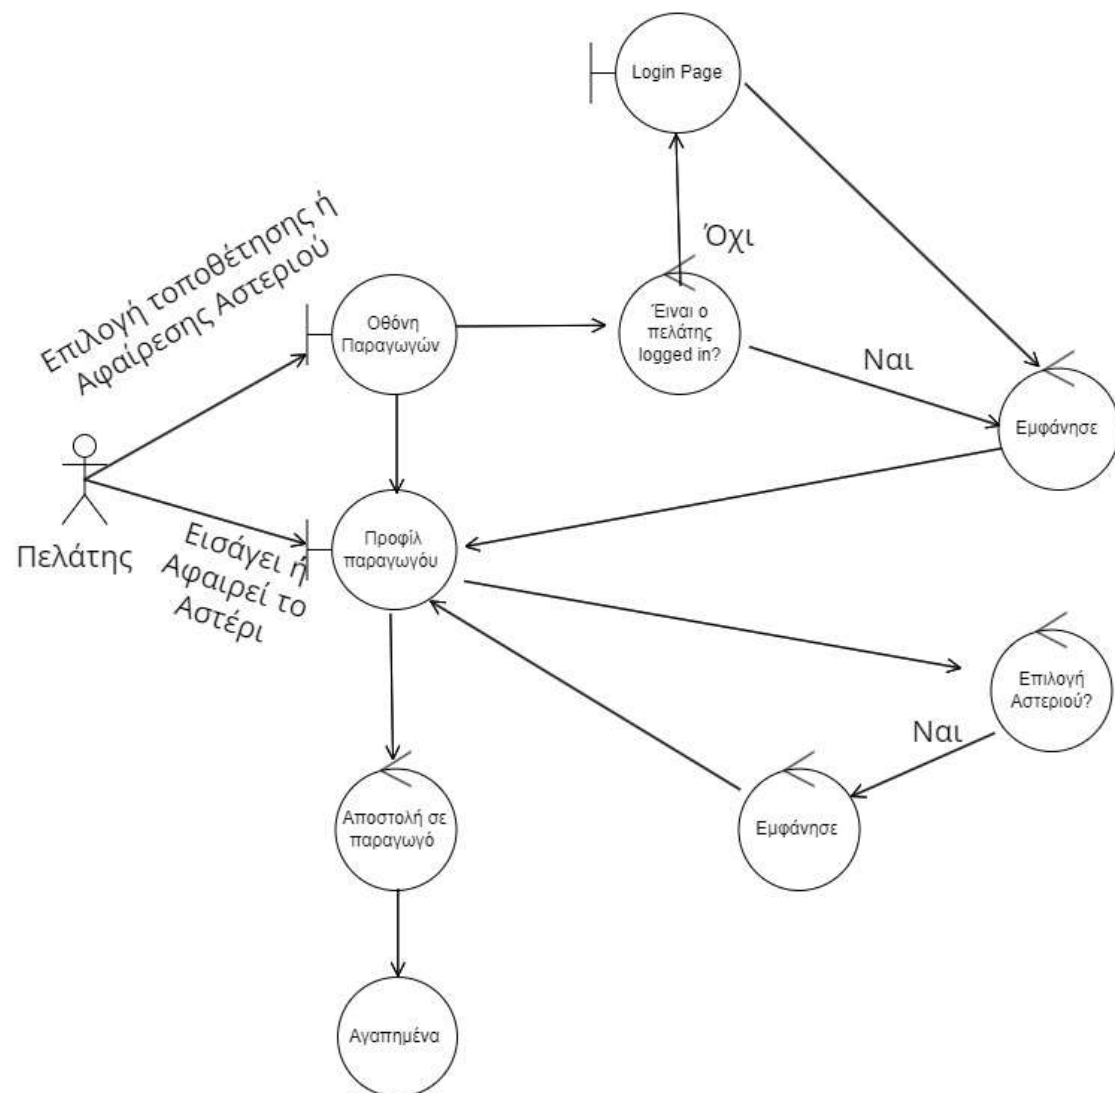 Login Page
Επιλογή τοποθέτησης ή
Αφαίρεσης Αστεριού
Όχι
Οθόνη
Παραγωγών
Έιναι ο
πελάτης
logged in?
Ναι
Εμφάνησε
Πελάτης
Εισάγει ή
Αφαιρεί το
Αστέρι
Προφίλ
παραγωγόυ
Επιλογή
Αστεριού?
Ναι
Αποστολή σε
παραγωγό
Εμφάνησε
Αγαπημένα